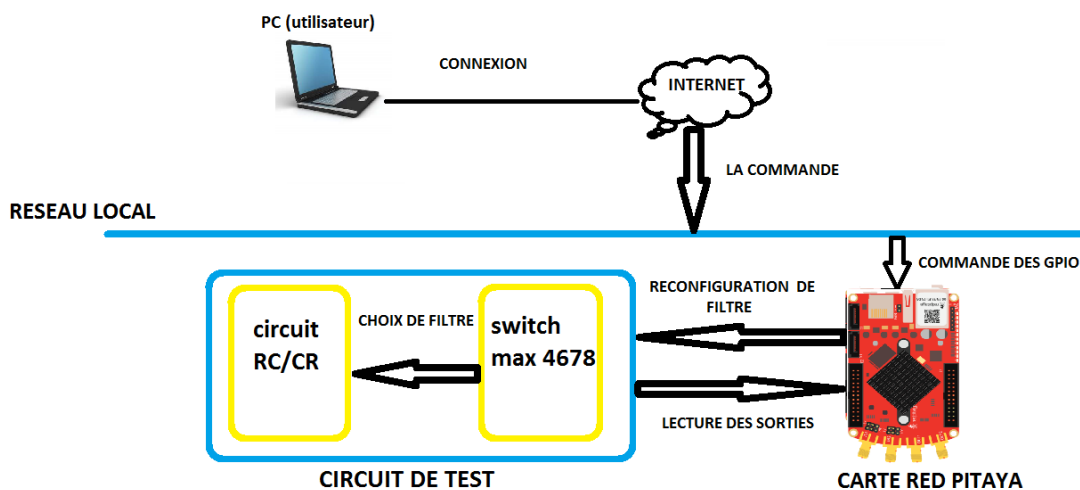 PC (utilisateur)
CONNEXION
INTERNET
LA COMMANDE
RESEAU LOCAL
COMMANDE DES GPIO
RECONFIGURATION DE
FILTRE
circuit
RC/CR
CHOIX DE FILTRE
switch
max 4678
LECTURE DES SORTIES
CIRCUIT DE TEST
CARTE RED PITAYA